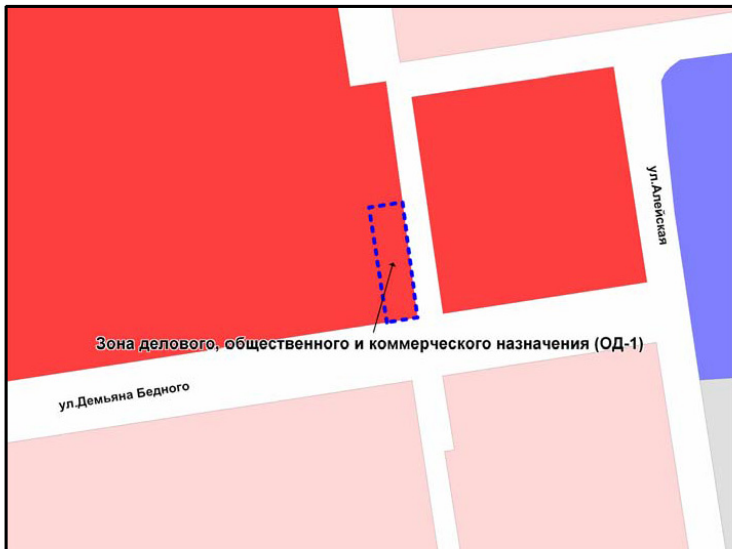 ул.Алейская
Зона делового, общественного и коммерческого назначения (ОД-1)
ул.Демьяна Бедного